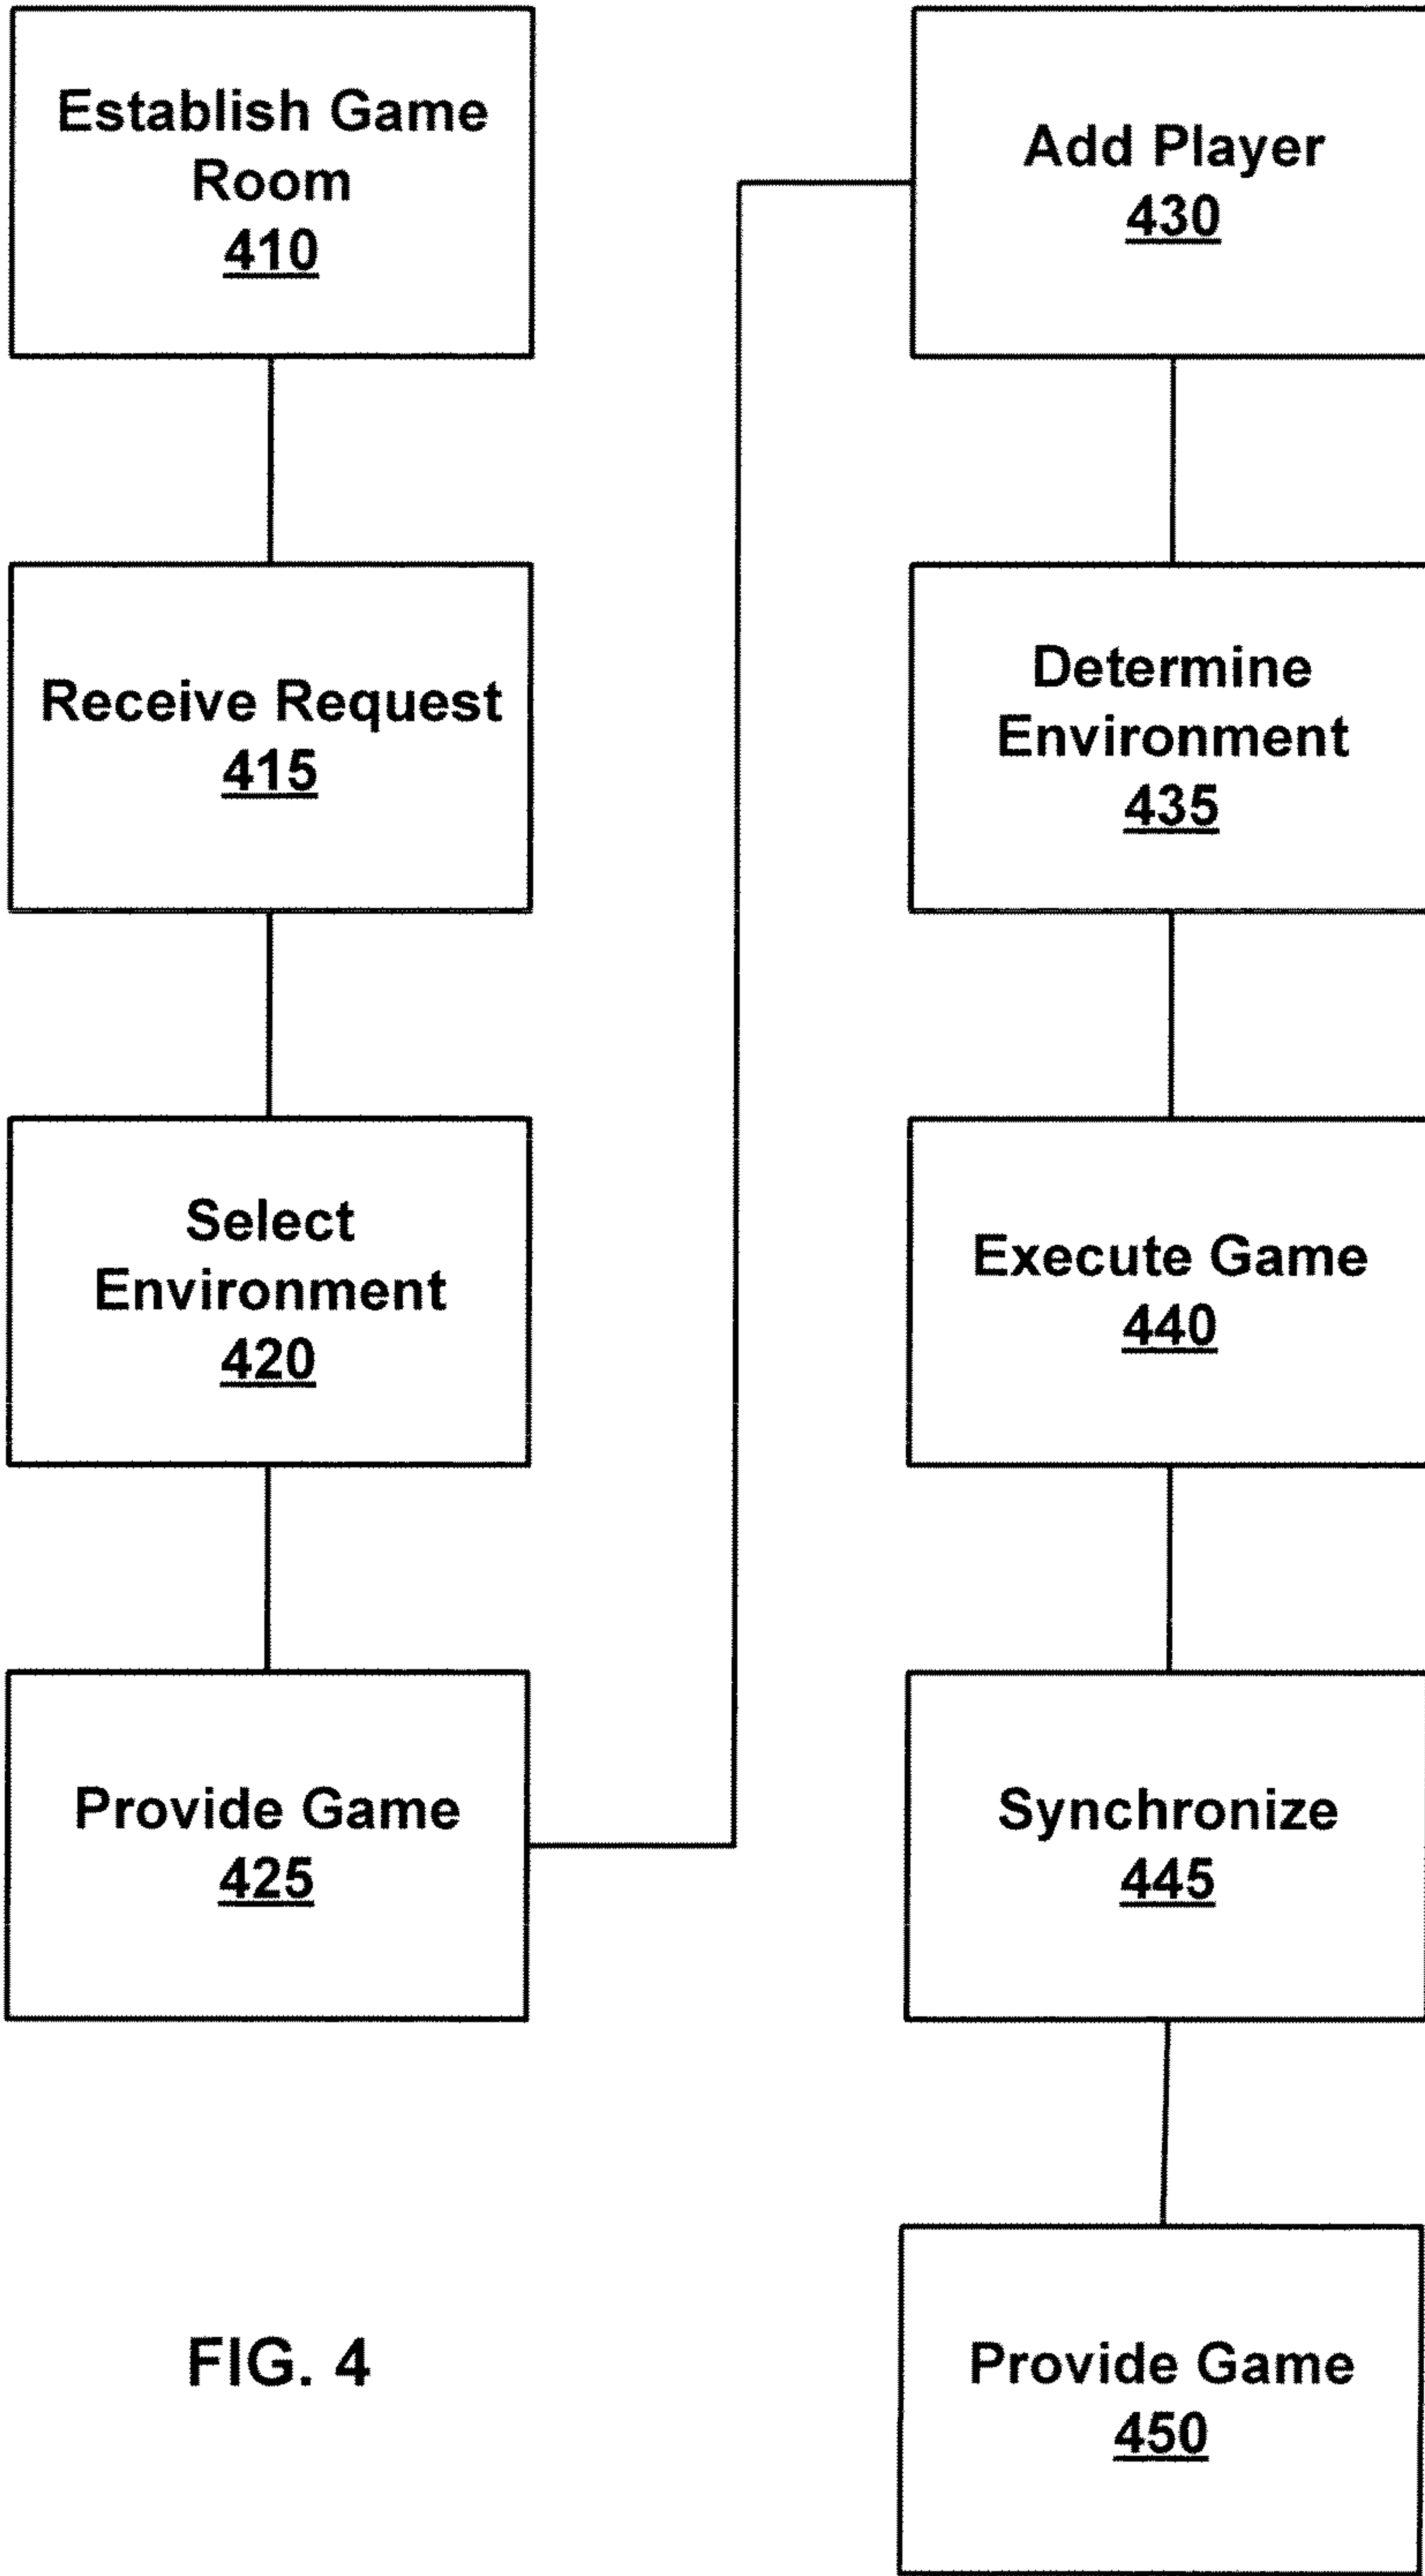 Establish Game
Room
410
Receive Request
415
Select
Environment
420
Provide Game
425
Add Player
430
Determine
Environment
435
Execute Game
440
Synchronize
445
Provide Game
450
FIG. 4